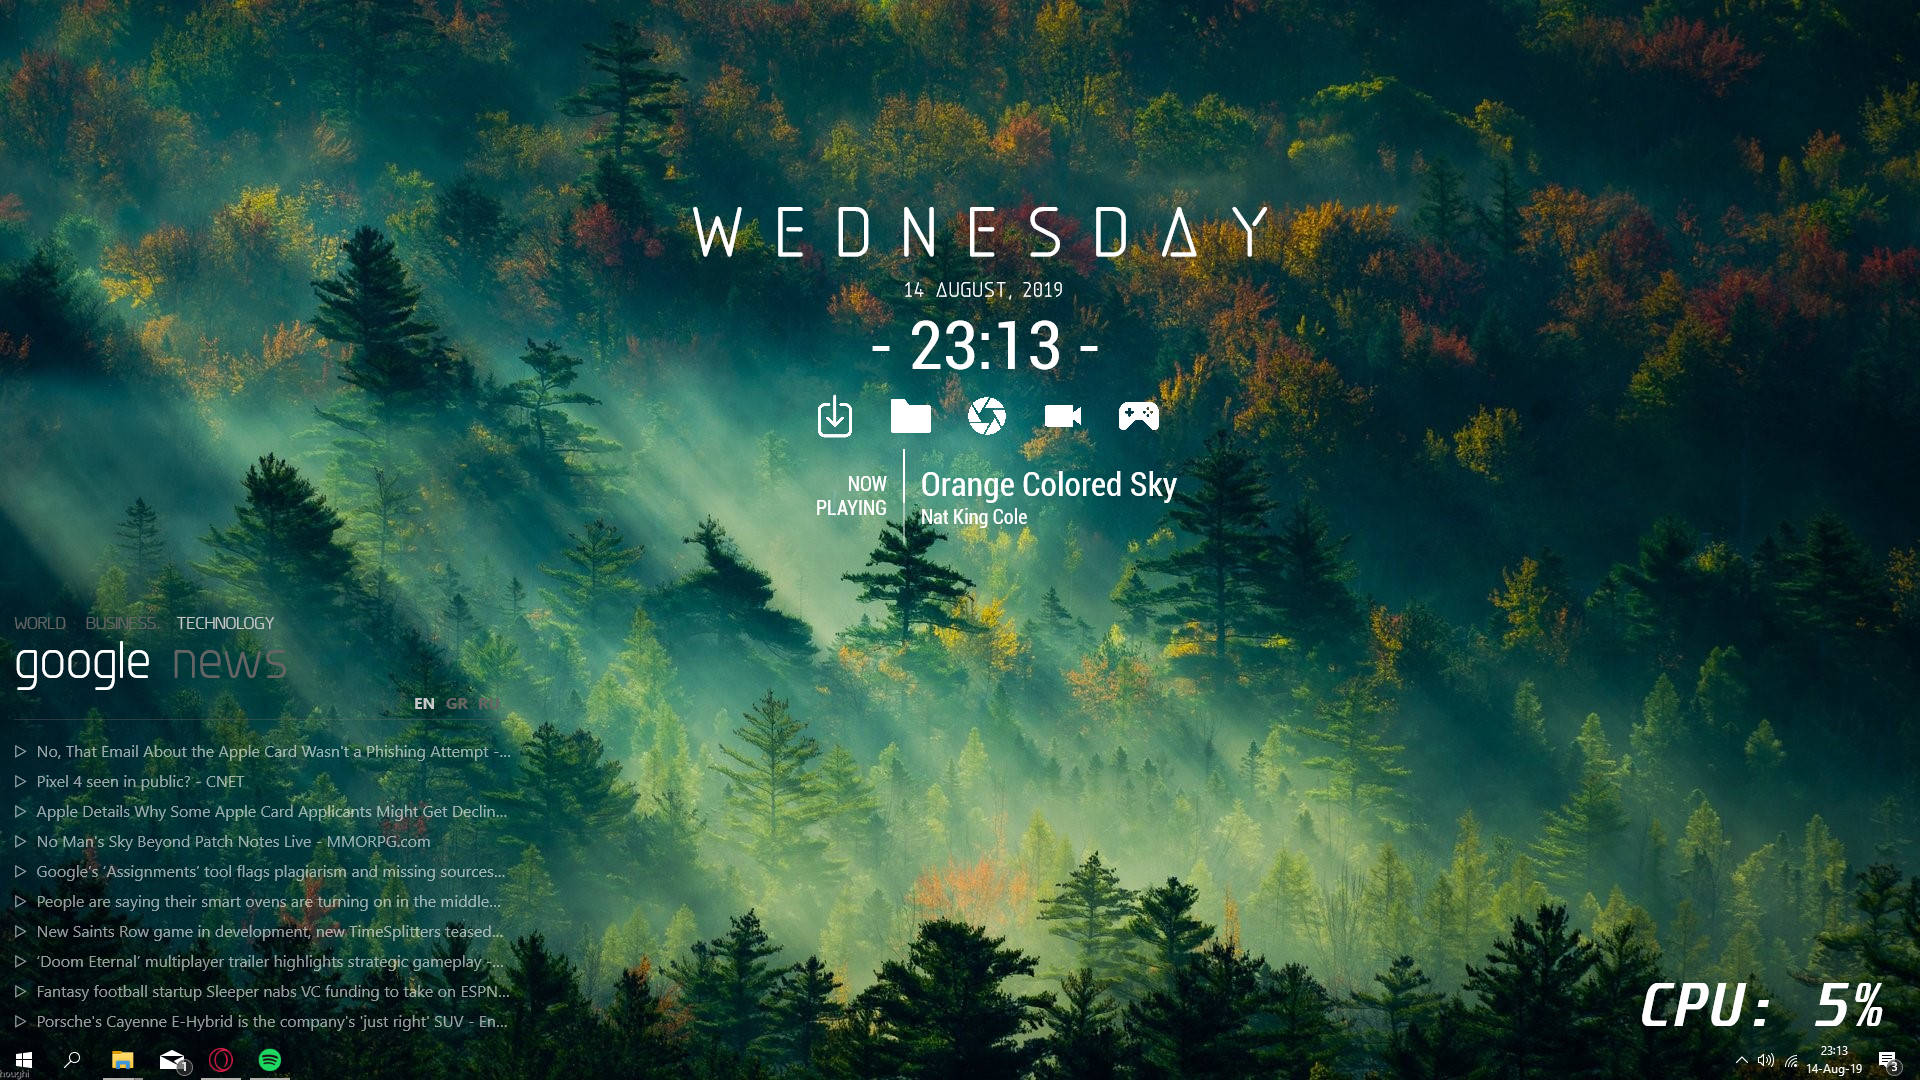 WEDNESDAY
14 AUGUST, 2019
- 23:13 -
NOW
PLAYING
Orange Colored Sky
Nat King Cole
WORLD BUSINESS. TECHNOLOGY
google news
EN GR
No, That Email About the Apple Card Wasn't a Phishing Attempt -...
Pixel 4 seen in public? - CNET
Apple Details Why Some Apple Card Applicants Might Get Declin...
No Man's Sky Beyond Patch Notes Live - MMORPG.com
Google's ‘Assignments’ tool flags plagiarism and missing sources...
People are saying their smart ovens are turning on in the middle...
New Saints Row game in development, new TimeSplitters teased...
‘Doom Eternal’ multiplayer trailer highlights strategic gameplay -...
Fantasy football startup Sleeper nabs VC funding to take on ESPN...
Porsche's Cayenne E-Hybrid is the company's 'just right' SUV - En...
CPU: 5%
1
23:13
14-Aug-19
3